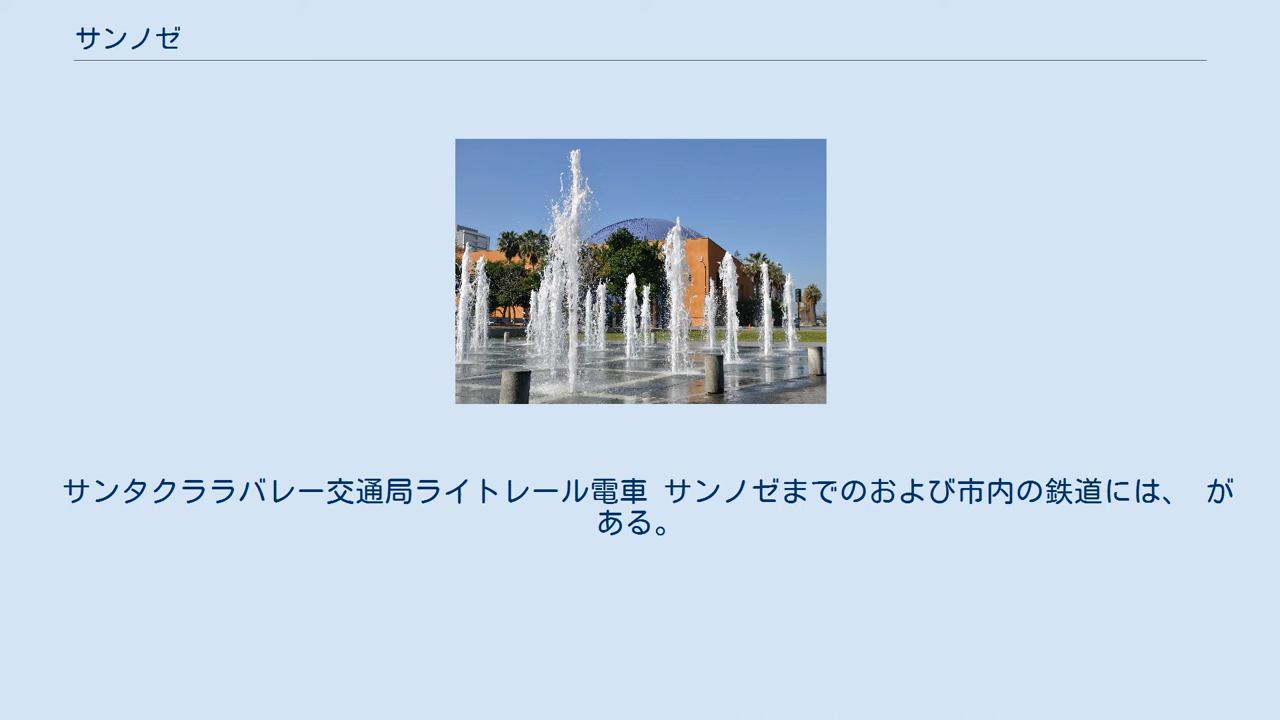 サンノゼ
サンタクララバレー交通局ライトレール電車 サンノゼまでのおよび市内の鉄道には、 が
ある。